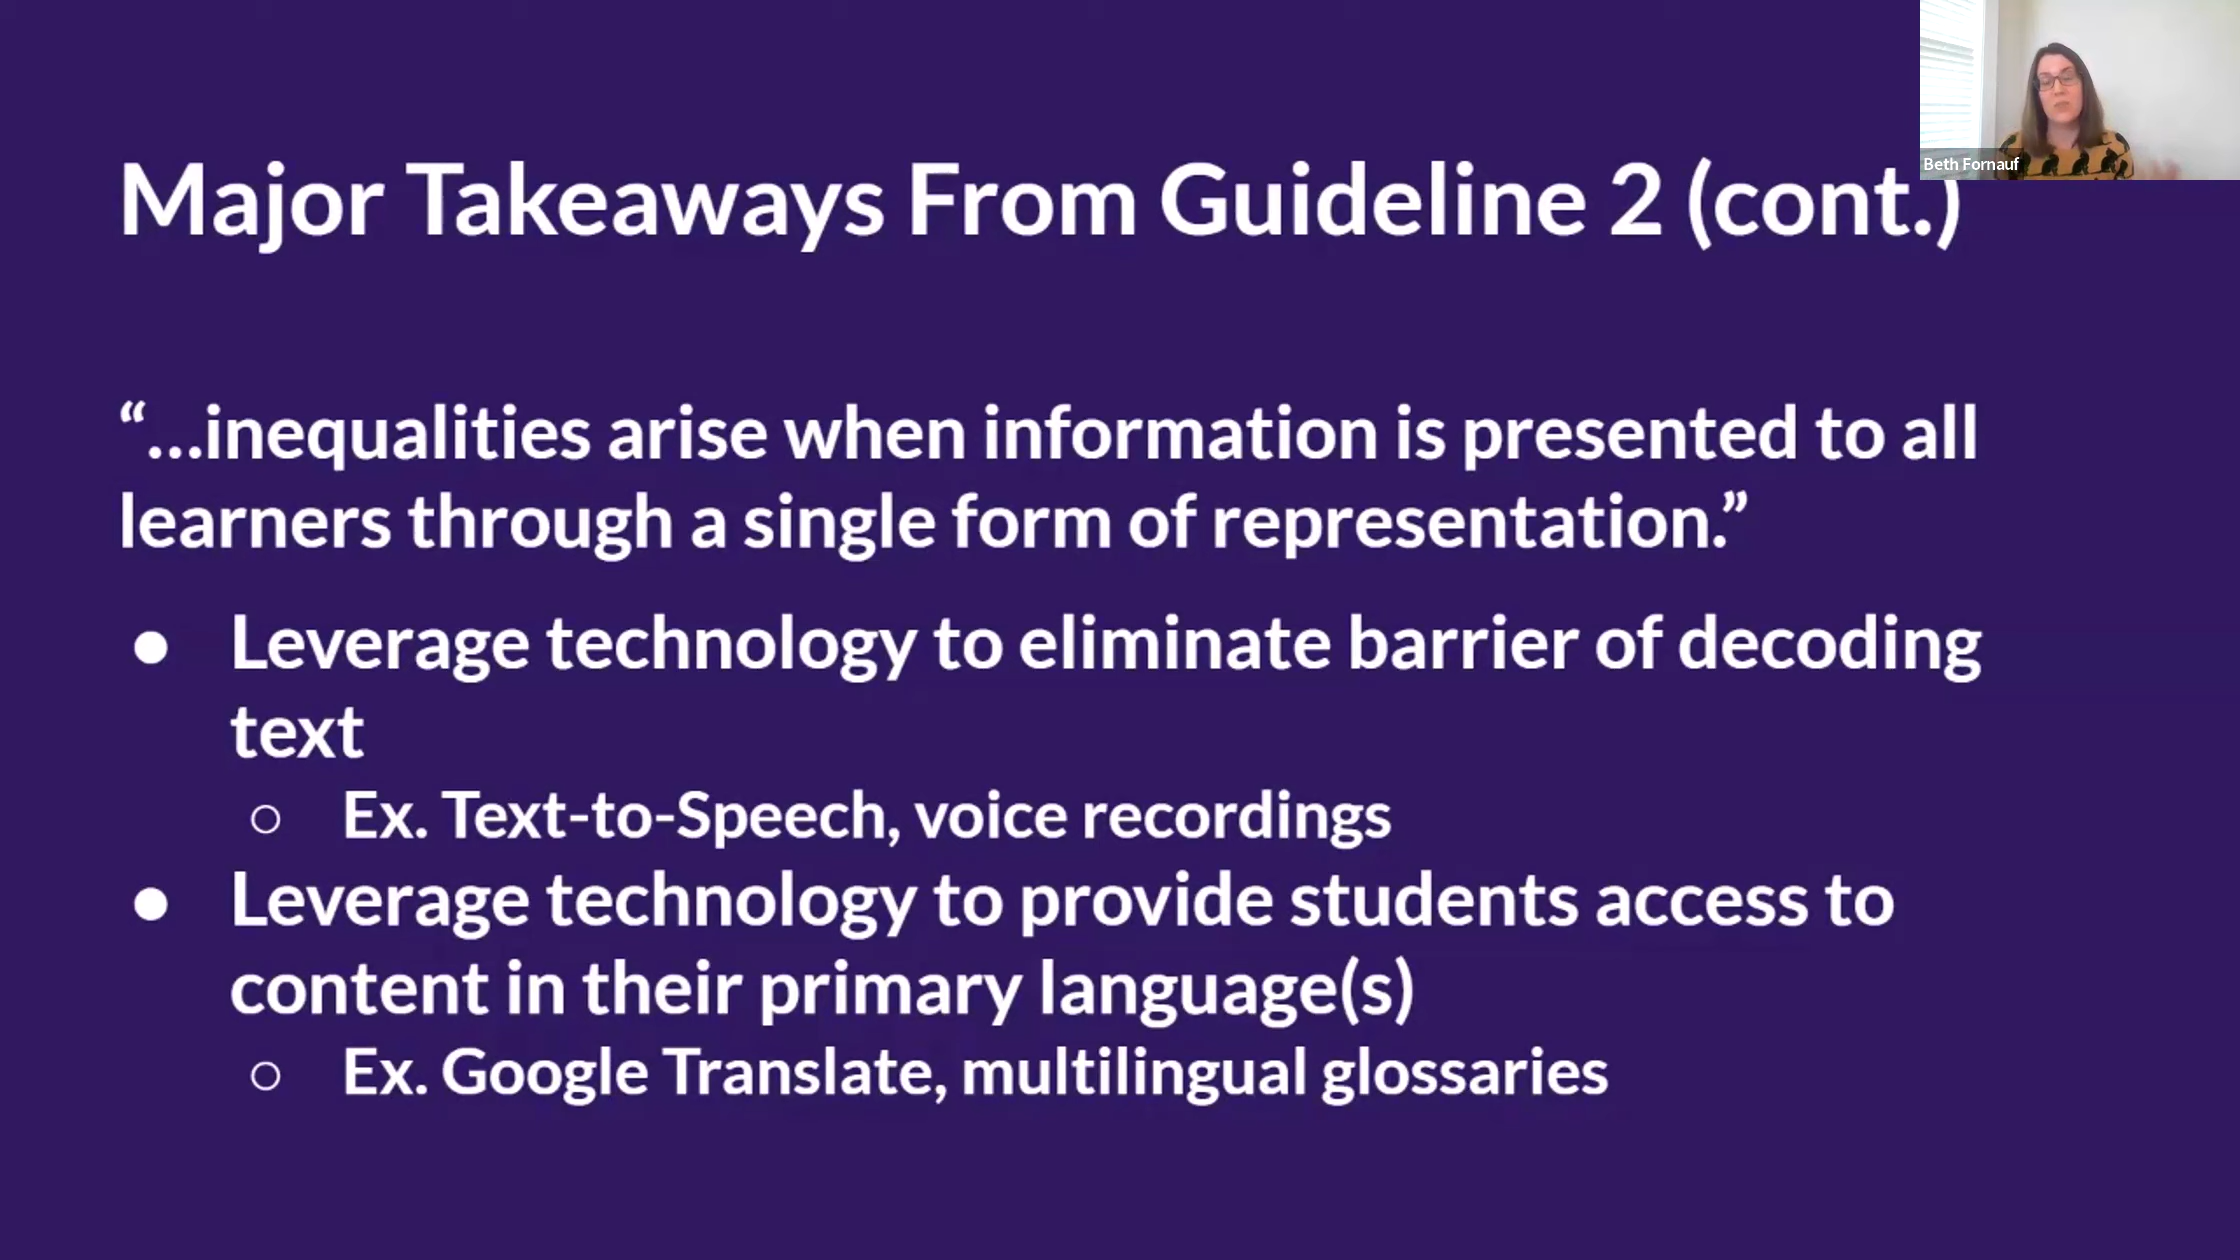 Beth Fornauf
Major Takeaways From Guideline 2 (cont.)
“...inequalities arise when information is presented to all
learners through a single form of representation.”
● Leverage technology to eliminate barrier of decoding
text
○ Ex. Text-to-Speech, voice recordings
● Leverage technology to provide students access to
content in their primary language(s)
○ Ex. Google Translate, multilingual glossaries